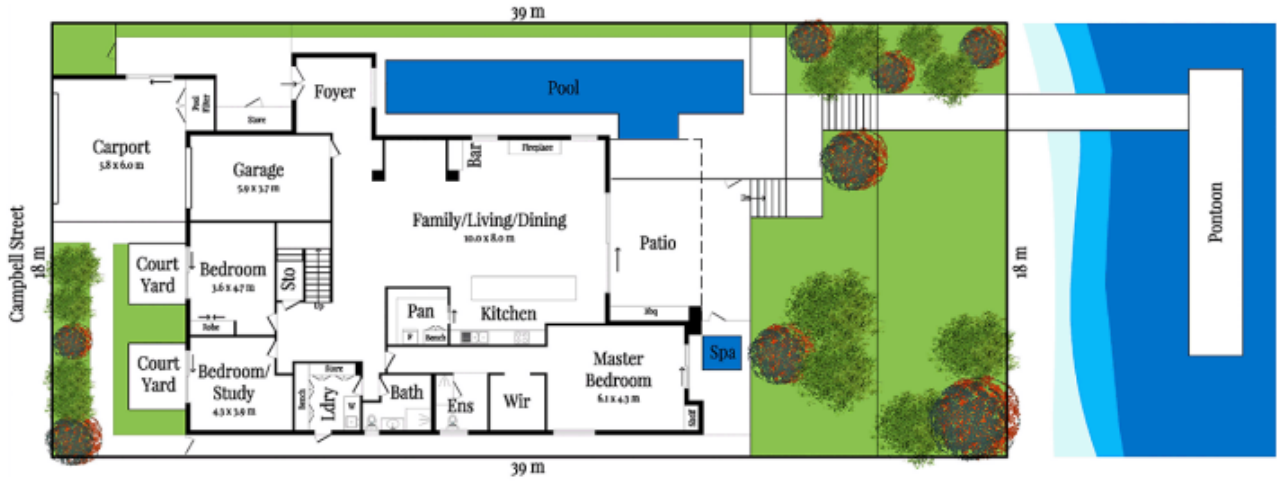 39 m
Foyer
Pool
Pool
Filter
Store
Carport
5.8 x 6.0 m
Garage
5.9 x 3.7 m
Bar
Fireplace
Family/Living/Dining
10.0 x 8.0 m
Patio
Dn
Pontoon
Campbell Street
18 m
18 m
Court
Yard
Bedroom
3.6 x 4.7 m
Sto
Up
Robe
Pan
Kitchen
F
Bench
Bbq
Spa
Court
Yard
Bedroom/
Study
4.3 x 3.9 m
Store
Bench
Ldry
Bath
Ens
Wir
Master
Bedroom
6.1 x 4.3 m
Shelf
39 m